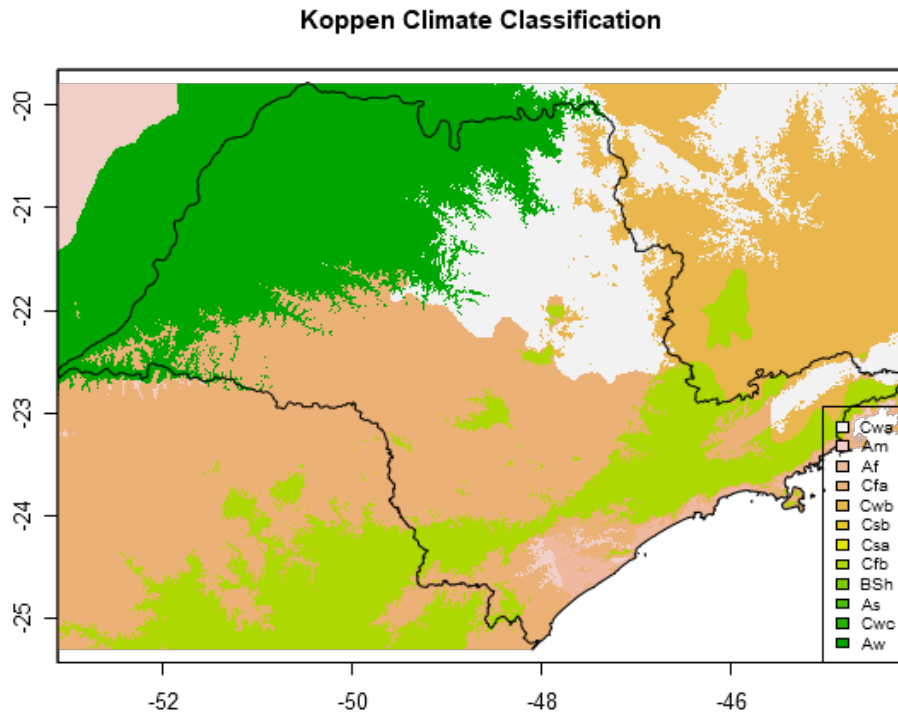 Koppen Climate Classification
-20
-21
-22
-23
-24
-25
Cwa
Am
Af
Cfa
Cwb
Csb
Csa
Cfb
BSh
As
Cwc
Aw
-52
-50
-48
-46